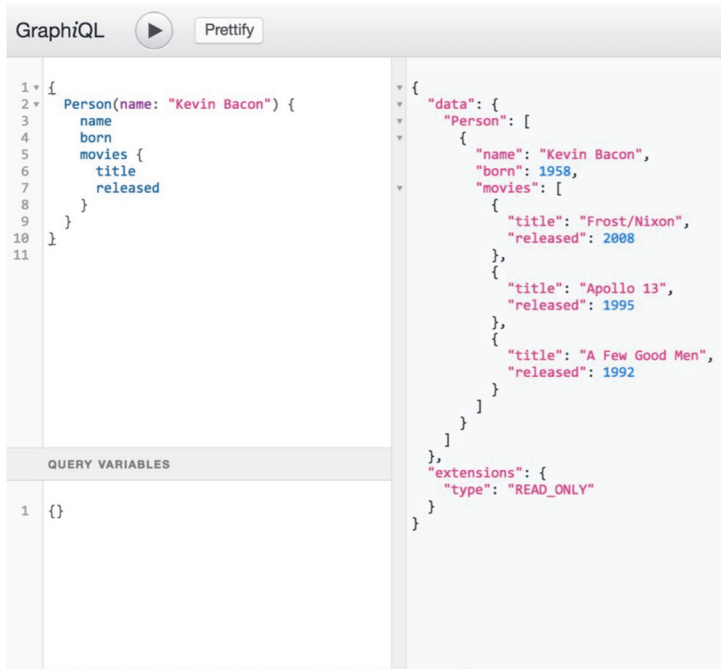 GraphiQL
Prettify
1 {
2 Person(name: "Kevin Bacon") {
3 name
4 born
5 movies {
6 title
7 released
8 }
9 }
10 }
11
QUERY VARIABLES
1 {}
{
"data": {
"Person": [
{
"name": "Kevin Bacon",
"born": 1958,
"movies": [
{
"title": "Frost/Nixon",
"released": 2008
},
{
"title": "Apollo 13",
"released": 1995
},
{
"title": "A Few Good Men",
"released": 1992
}
]
}
]
},
"extensions": {
"type": "READ_ONLY"
}
}